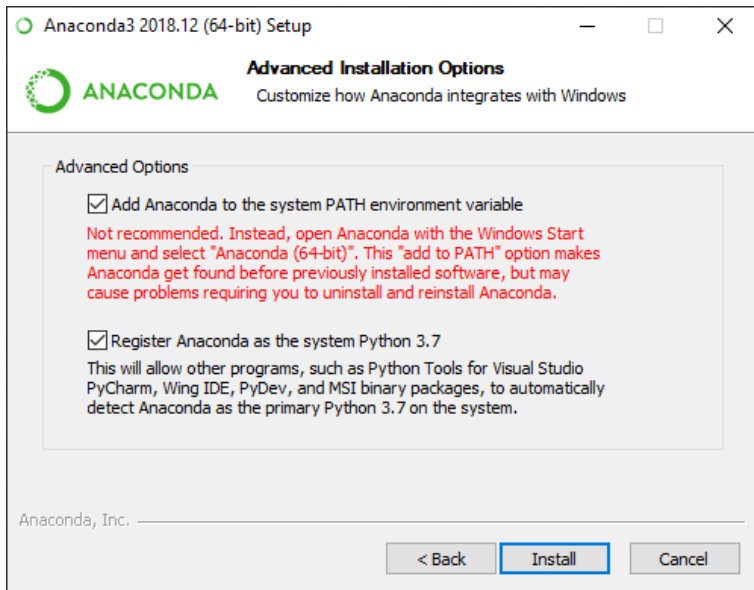 Anaconda3 2018.12 (64-bit) Setup
ANACONDA
Advanced Installation Options
Customize how Anaconda integrates with Windows
Advanced Options
Add Anaconda to the system PATH environment variable
Not recommended. Instead, open Anaconda with the Windows Start
menu and select "Anaconda (64-bit)". This "add to PATH" option makes
Anaconda get found before previously installed software, but may
cause problems requiring you to uninstall and reinstall Anaconda.
Register Anaconda as the system Python 3.7
This will allow other programs, such as Python Tools for Visual Studio
PyCharm, Wing IDE, PyDev, and MSI binary packages, to automatically
detect Anaconda as the primary Python 3.7 on the system.
Anaconda, Inc.
< Back
Install
Cancel